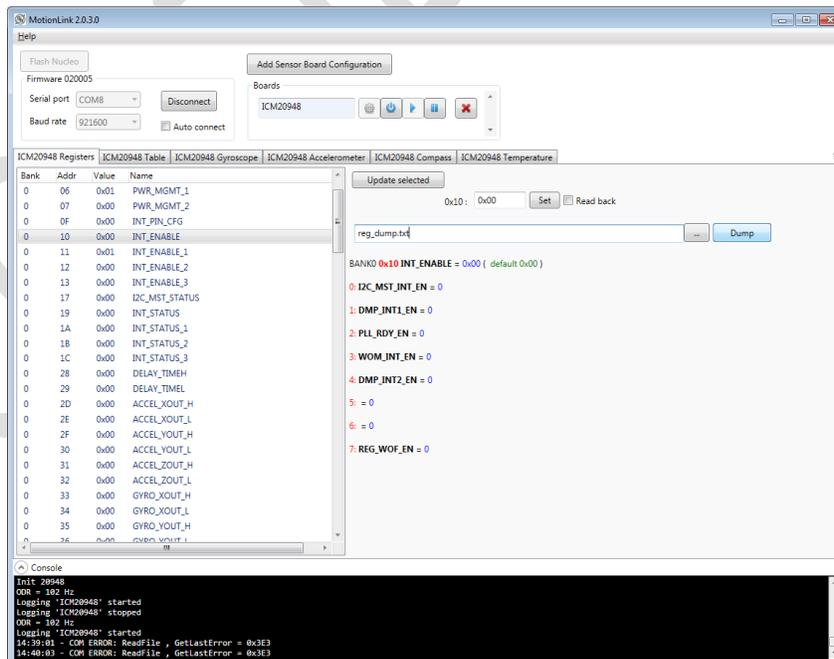 MotionLink 2.0.3.0
Help
Flash Nucleo
Add Sensor Board Configuration
Firmware 020005
Boards
Serial port COM8 Disconnect
ICM20948
Baud rate 921600 Auto connect
ICM20948 Registers ICM20948 Table ICM20948 Gyroscope ICM20948 Accelerometer ICM20948 Compass ICM20948 Temperature
Bank Addr Value Name
0 06 0x01 PWR_MGMT_1
0 07 0x00 PWR_MGMT_2
0 0F 0x00 INT_PIN_CFG
0 10 0x00 INT_ENABLE
0 11 0x01 INT_ENABLE_1
0 12 0x00 INT_ENABLE_2
0 13 0x00 INT_ENABLE_3
0 17 0x00 I2C_MST_STATUS
0 19 0x00 INT_STATUS
0 1A 0x00 INT_STATUS_1
0 1B 0x00 INT_STATUS_2
0 1C 0x00 INT_STATUS_3
0 28 0x00 DELAY_TIMEH
0 29 0x00 DELAY_TIMEL
0 2D 0x00 ACCEL_XOUT_H
0 2E 0x00 ACCEL_XOUT_L
0 2F 0x00 ACCEL_YOUT_H
0 30 0x00 ACCEL_YOUT_L
0 31 0x00 ACCEL_ZOUT_H
0 32 0x00 ACCEL_ZOUT_L
0 33 0x00 GYRO_XOUT_H
0 34 0x00 GYRO_XOUT_L
0 35 0x00 GYRO_YOUT_H
0 36 0x00 GYRO_YOUT_L
Update selected
0x10 : 0x00 Set Read back
reg_dump.txt ... Dump
BANK0 0x10 INT_ENABLE = 0x00 ( default 0x00 )
0: I2C_MST_INT_EN = 0
1: DMP_INT1_EN = 0
2: PLL_RDY_EN = 0
3: WOM_INT_EN = 0
4: DMP_INT2_EN = 0
5: = 0
6: = 0
7: REG_WOF_EN = 0
Console
Init 20948
ODR = 102 Hz
Logging 'ICM20948' started
Logging 'ICM20948' stopped
ODR = 102 Hz
Logging 'ICM20948' started
14:39:01 - COM ERROR: ReadFile , GetLastError = 0x3E3
14:40:03 - COM ERROR: ReadFile , GetLastError = 0x3E3